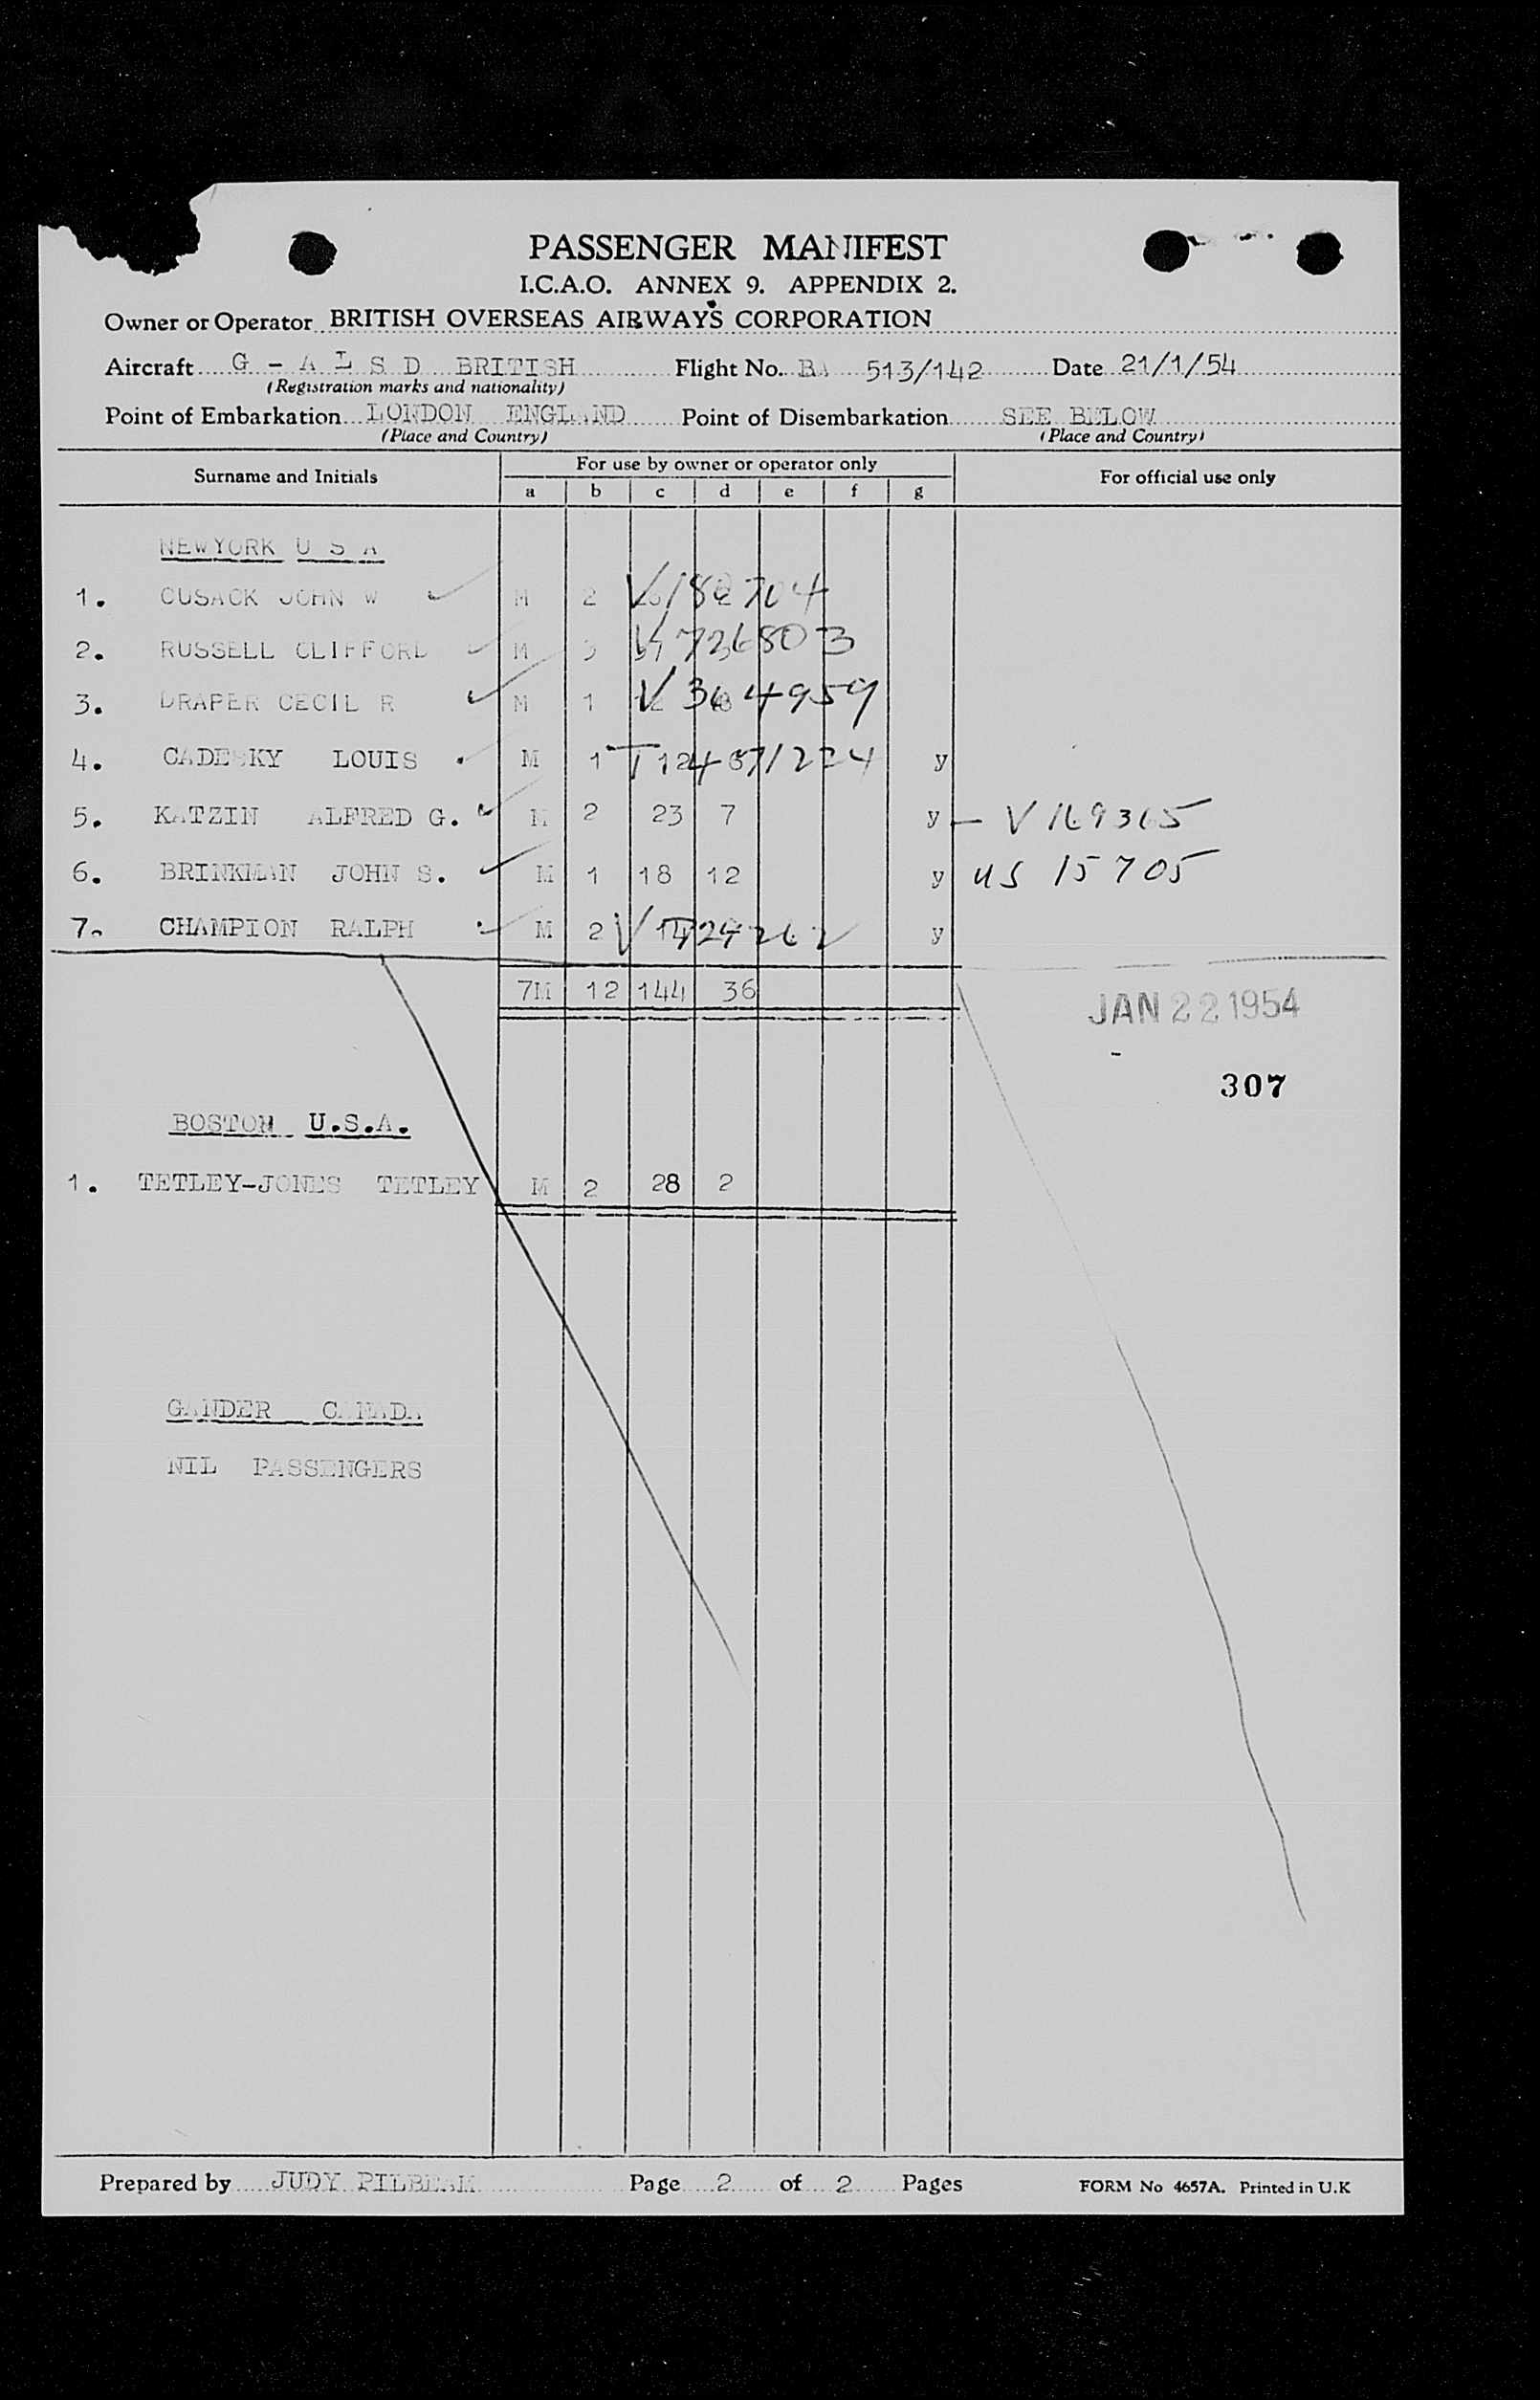 PASSENGER MANIFEST
I.C.A.O. ANNEX 9. APPENDIX 2.
Owner or Operator BRITISH OVERSEAS AIRWAYS CORPORATION
Aircraft G - A L S D BRITISH Flight No. BA 513/142 Date 21/1/54
(Registration marks and nationality)
Point of Embarkation LONDON ENGLAND Point of Disembarkation SEE BELOW
(Place and Country) (Place and Country)
Surname and Initials For use by owner or operator only For official use only
a b c d e f g
NEWYORK U S A
1. CUSACK JOHN W M 2
2. RUSSELL CLIFFORD M 3 726803
3. DRAPER CECIL R M 1 V 364959
4. CADESKY LOUIS M 1 y
5. KATZIN ALFRED G. M 2 23 7 y - V 169365
6. BRINKMAN JOHN S. M 1 18 12 y US 15705
7. CHAMPION RALPH M 2 y
7M 12 144 36
JAN 22 1954
307
BOSTON U.S.A.
1. TETLEY-JONES TETLEY M 2 28 2
GANDER CANADA
NIL PASSENGERS
Prepared by JUDY PILBEAM Page 2 of 2 Pages FORM No 4657A. Printed in U.K